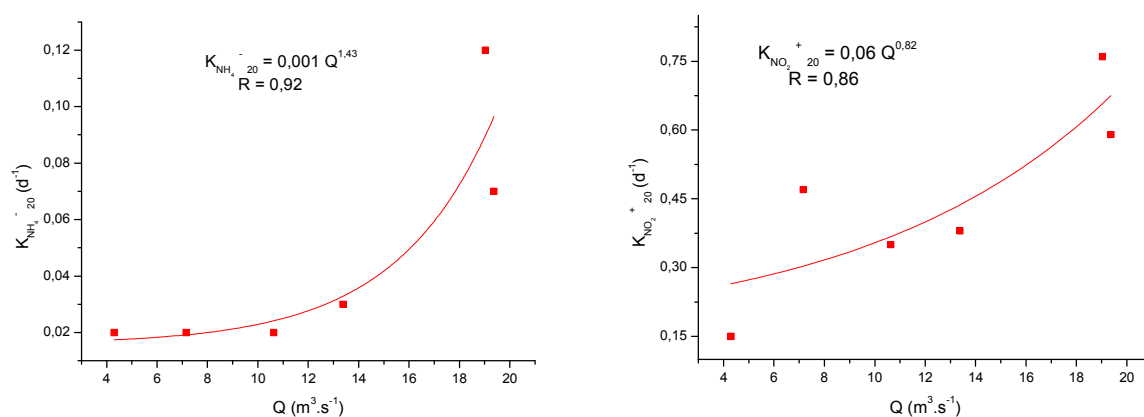 K_NH₄⁻ ₂₀ = 0,001 Q^1,43
R = 0,92
0,12
0,10
0,08
0,06
0,04
0,02
K_NH₄⁻ ₂₀ (d⁻¹)
4 6 8 10 12 14 16 18 20
Q (m³.s⁻¹)
K_NO₂⁺ ₂₀ = 0,06 Q^0,82
R = 0,86
0,75
0,60
0,45
0,30
0,15
K_NO₂⁺ ₂₀ (d⁻¹)
4 6 8 10 12 14 16 18 20
Q (m³.s⁻¹)